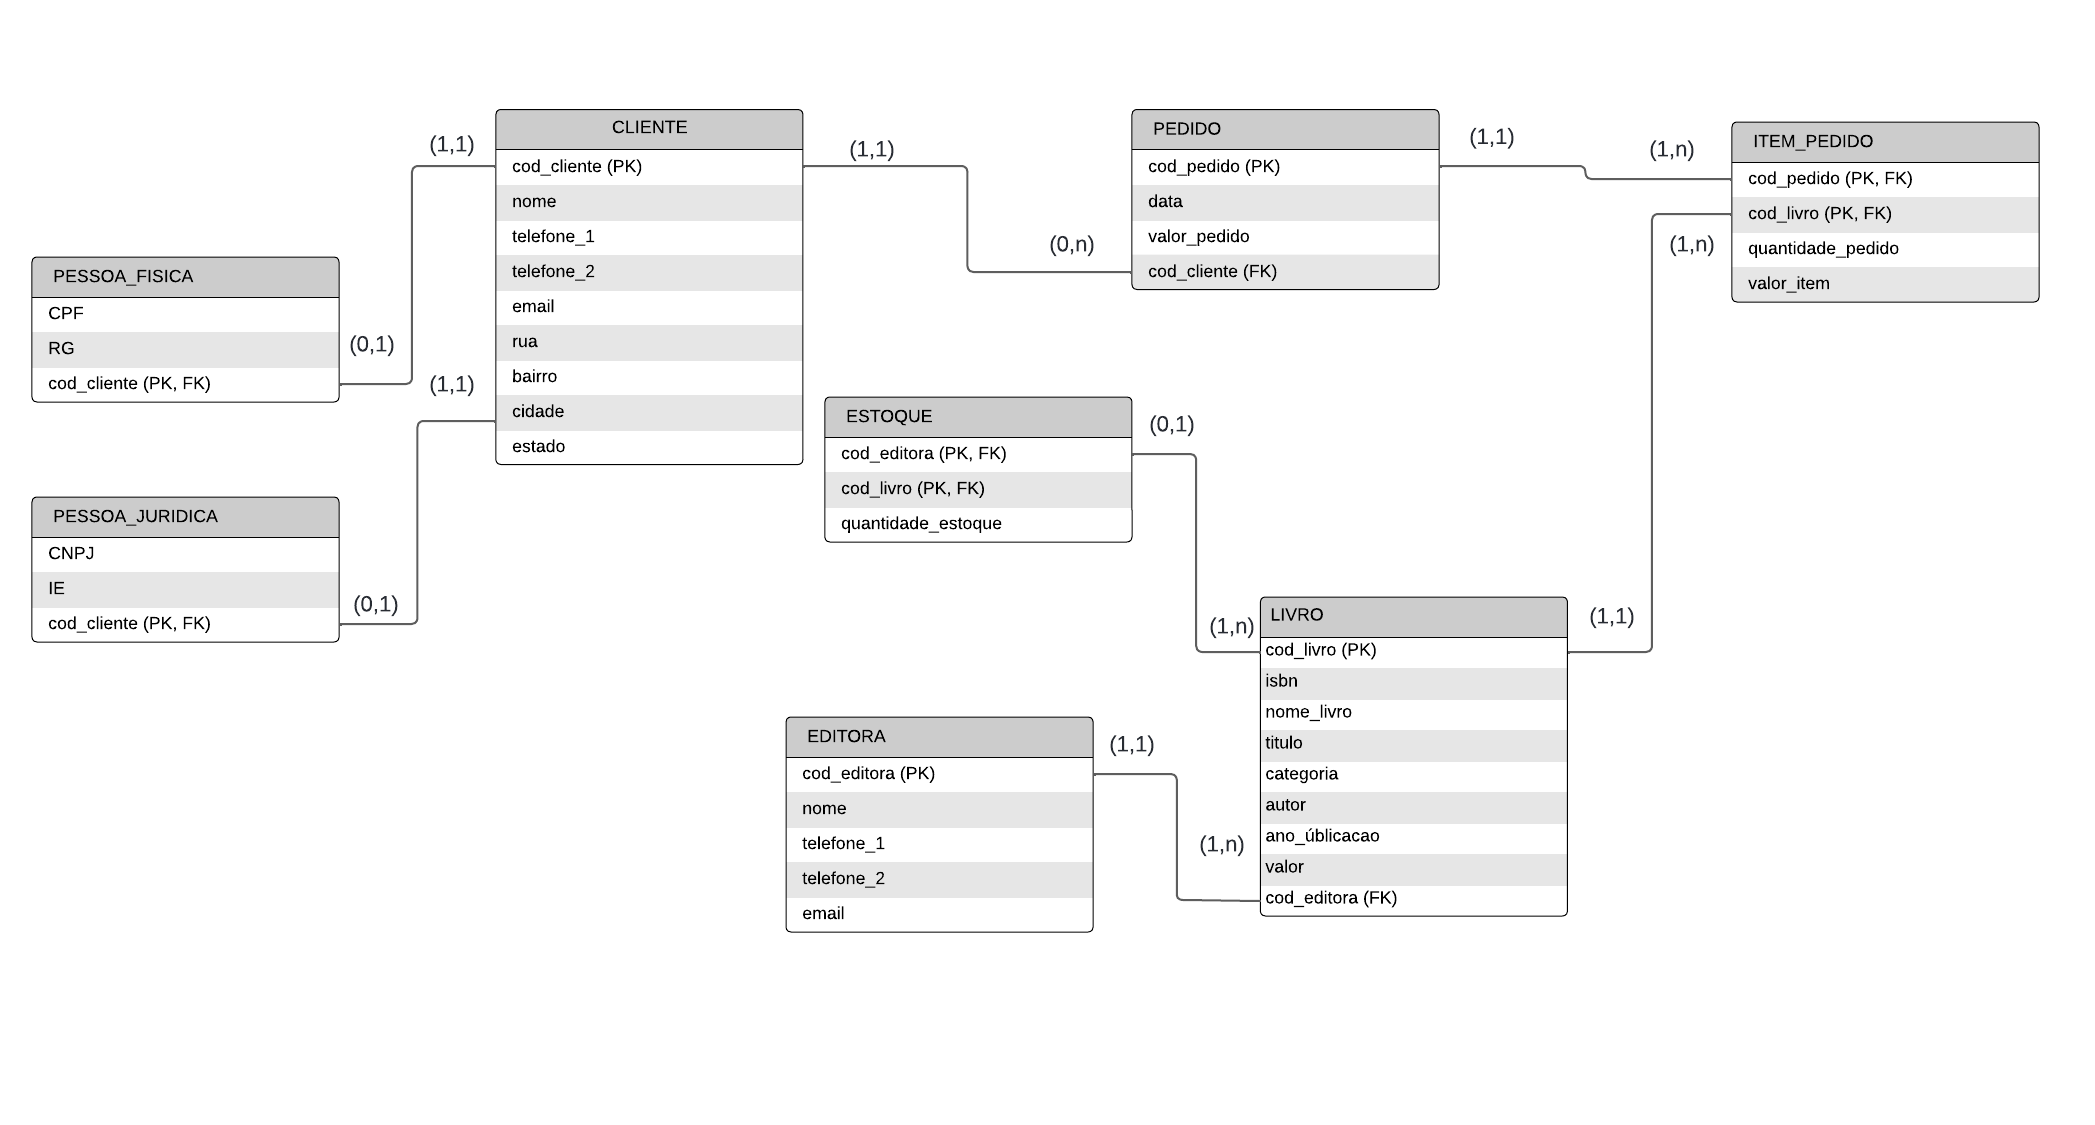 CLIENTE
cod_cliente (PK)
nome
telefone_1
telefone_2
email
rua
bairro
cidade
estado
(1,1)
(0,1)
(1,1)
(0,1)
PESSOA_FISICA
CPF
RG
cod_cliente (PK, FK)
PESSOA_JURIDICA
CNPJ
IE
cod_cliente (PK, FK)
(1,1)
(0,n)
PEDIDO
cod_pedido (PK)
data
valor_pedido
cod_cliente (FK)
(1,1)
(1,n)
ITEM_PEDIDO
cod_pedido (PK, FK)
cod_livro (PK, FK)
quantidade_pedido
valor_item
(1,n)
(1,1)
ESTOQUE
cod_editora (PK, FK)
cod_livro (PK, FK)
quantidade_estoque
(0,1)
(1,n)
LIVRO
cod_livro (PK)
isbn
nome_livro
titulo
categoria
autor
ano_úblicacao
valor
cod_editora (FK)
EDITORA
cod_editora (PK)
nome
telefone_1
telefone_2
email
(1,1)
(1,n)